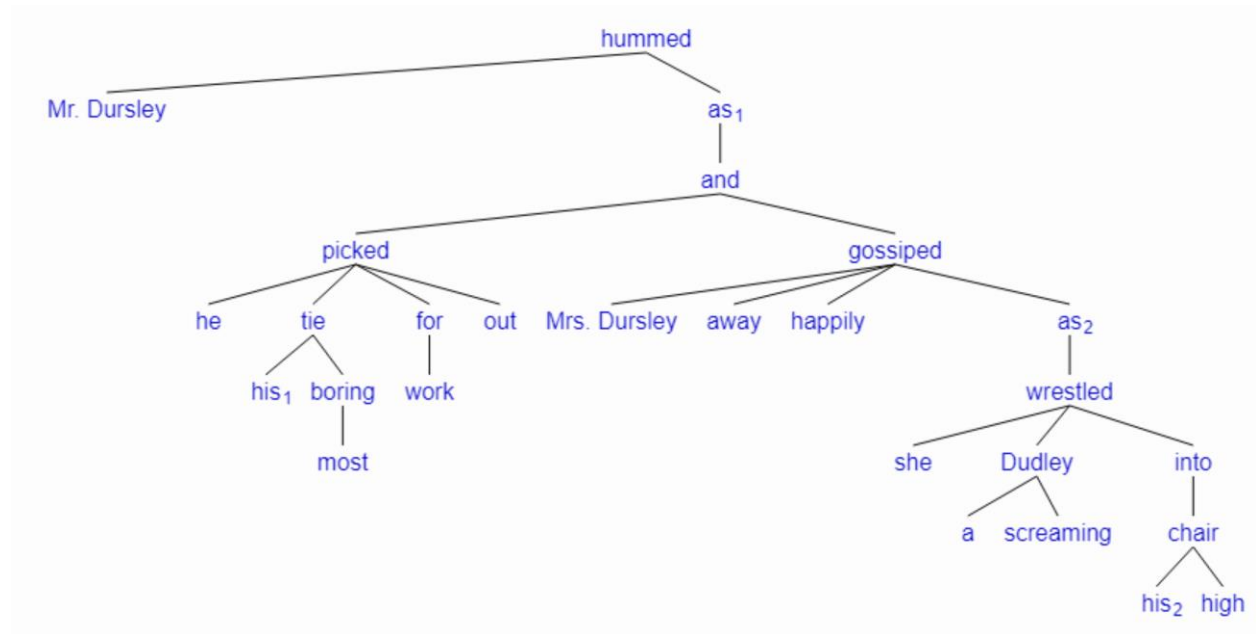 hummed
Mr. Dursley as₁
and
picked gossiped
he tie for out Mrs. Dursley away happily as₂
his₁ boring work wrestled
most she Dudley into
a screaming chair
his₂ high